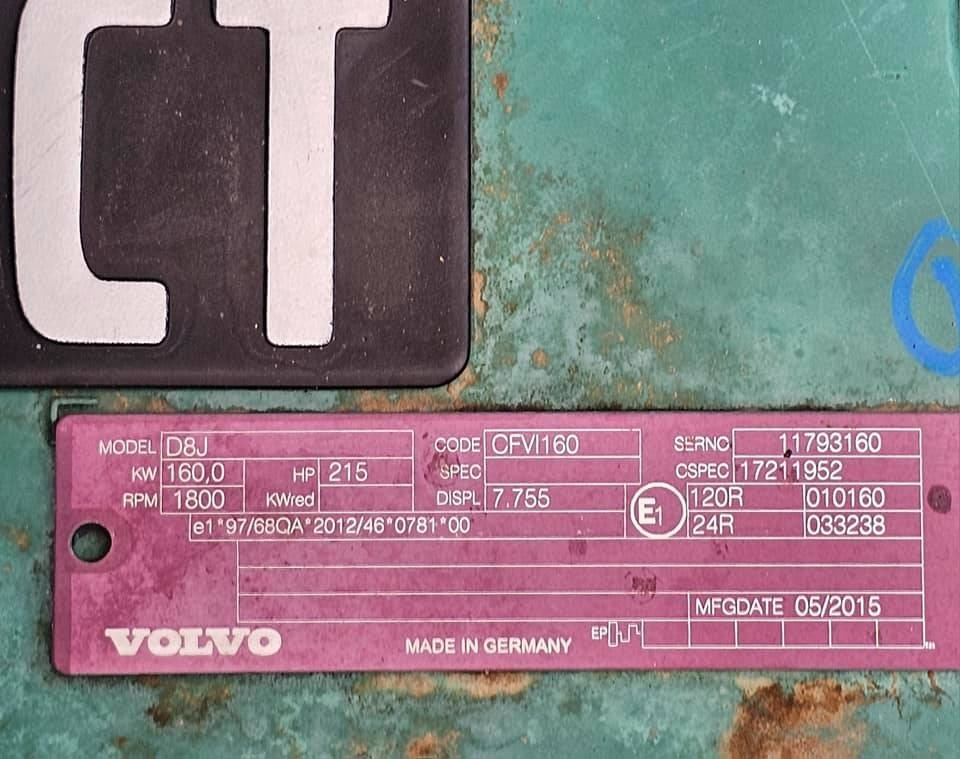 CT
MODEL D8J CODE CFVI160 SERNO 11793160
KW 160,0 HP 215 SPEC CSPEC 17211952
RPM 1800 KWred DISPL 7.755 E1 120R 010160
e1*97/68QA*2012/46*0781*00 24R 033238
MFGDATE 05/2015
VOLVO MADE IN GERMANY EP